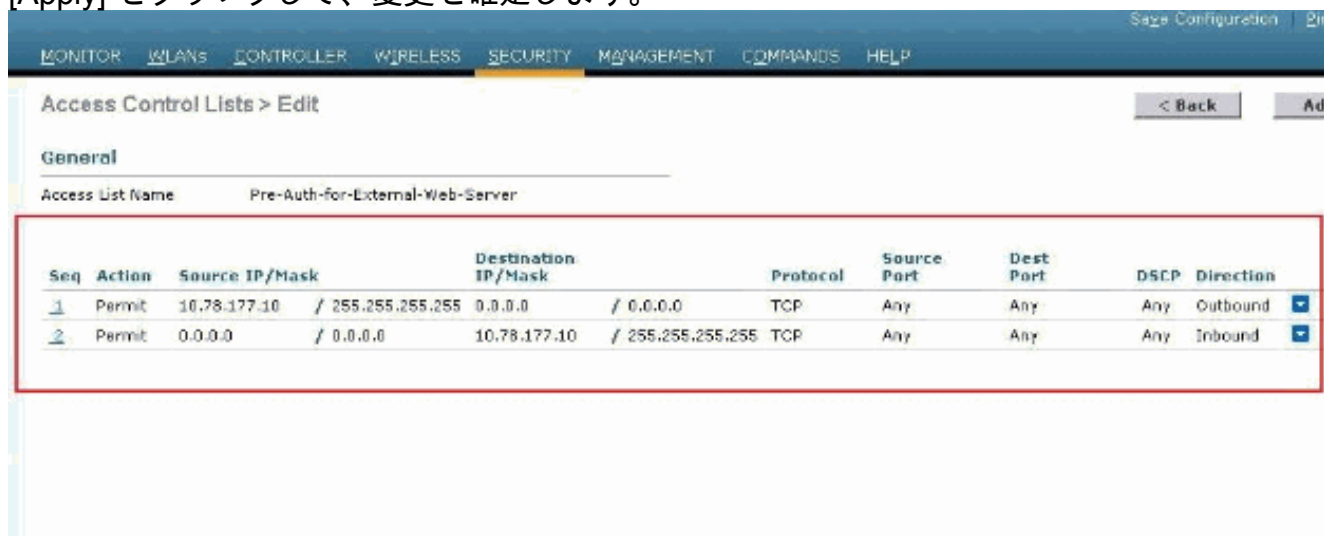 [Apply] をクリックして、変更を確定します。
Save Configuration
MONITOR WLANs CONTROLLER WIRELESS SECURITY MANAGEMENT COMMANDS HELP
Access Control Lists > Edit
< Back
General
Access List Name Pre-Auth-for-External-Web-Server
Seq Action Source IP/Mask Destination IP/Mask Protocol Source Port Dest Port DSCP Direction
1 Permit 10.78.177.10 / 255.255.255.255 0.0.0.0 / 0.0.0.0 TCP Any Any Any Outbound
2 Permit 0.0.0.0 / 0.0.0.0 10.78.177.10 / 255.255.255.255 TCP Any Any Any Inbound